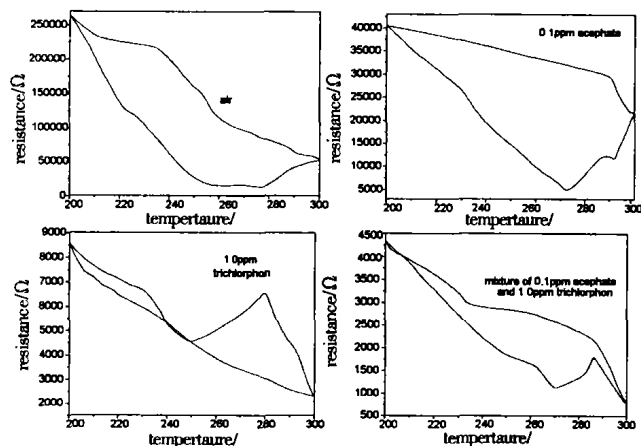 resistance/Ω
250000
200000
150000
100000
50000
0
200 220 240 260 280 300
tempertaure/
resistance/Ω
40000
35000
30000
25000
20000
15000
10000
5000
0 1ppm acephate
200 220 240 260 280 300
tempertaure/
resistance/Ω
9000
8000
7000
6000
5000
4000
3000
2000
1 0ppm
trichlorphon
200 220 240 260 280 300
tempertaure/
resistance/Ω
4500
4000
3500
3000
2500
2000
1500
1000
500
mixture of 0.1ppm acephate
and 1 0ppm trichlorphon
200 220 240 260 280 300
tempertaure/